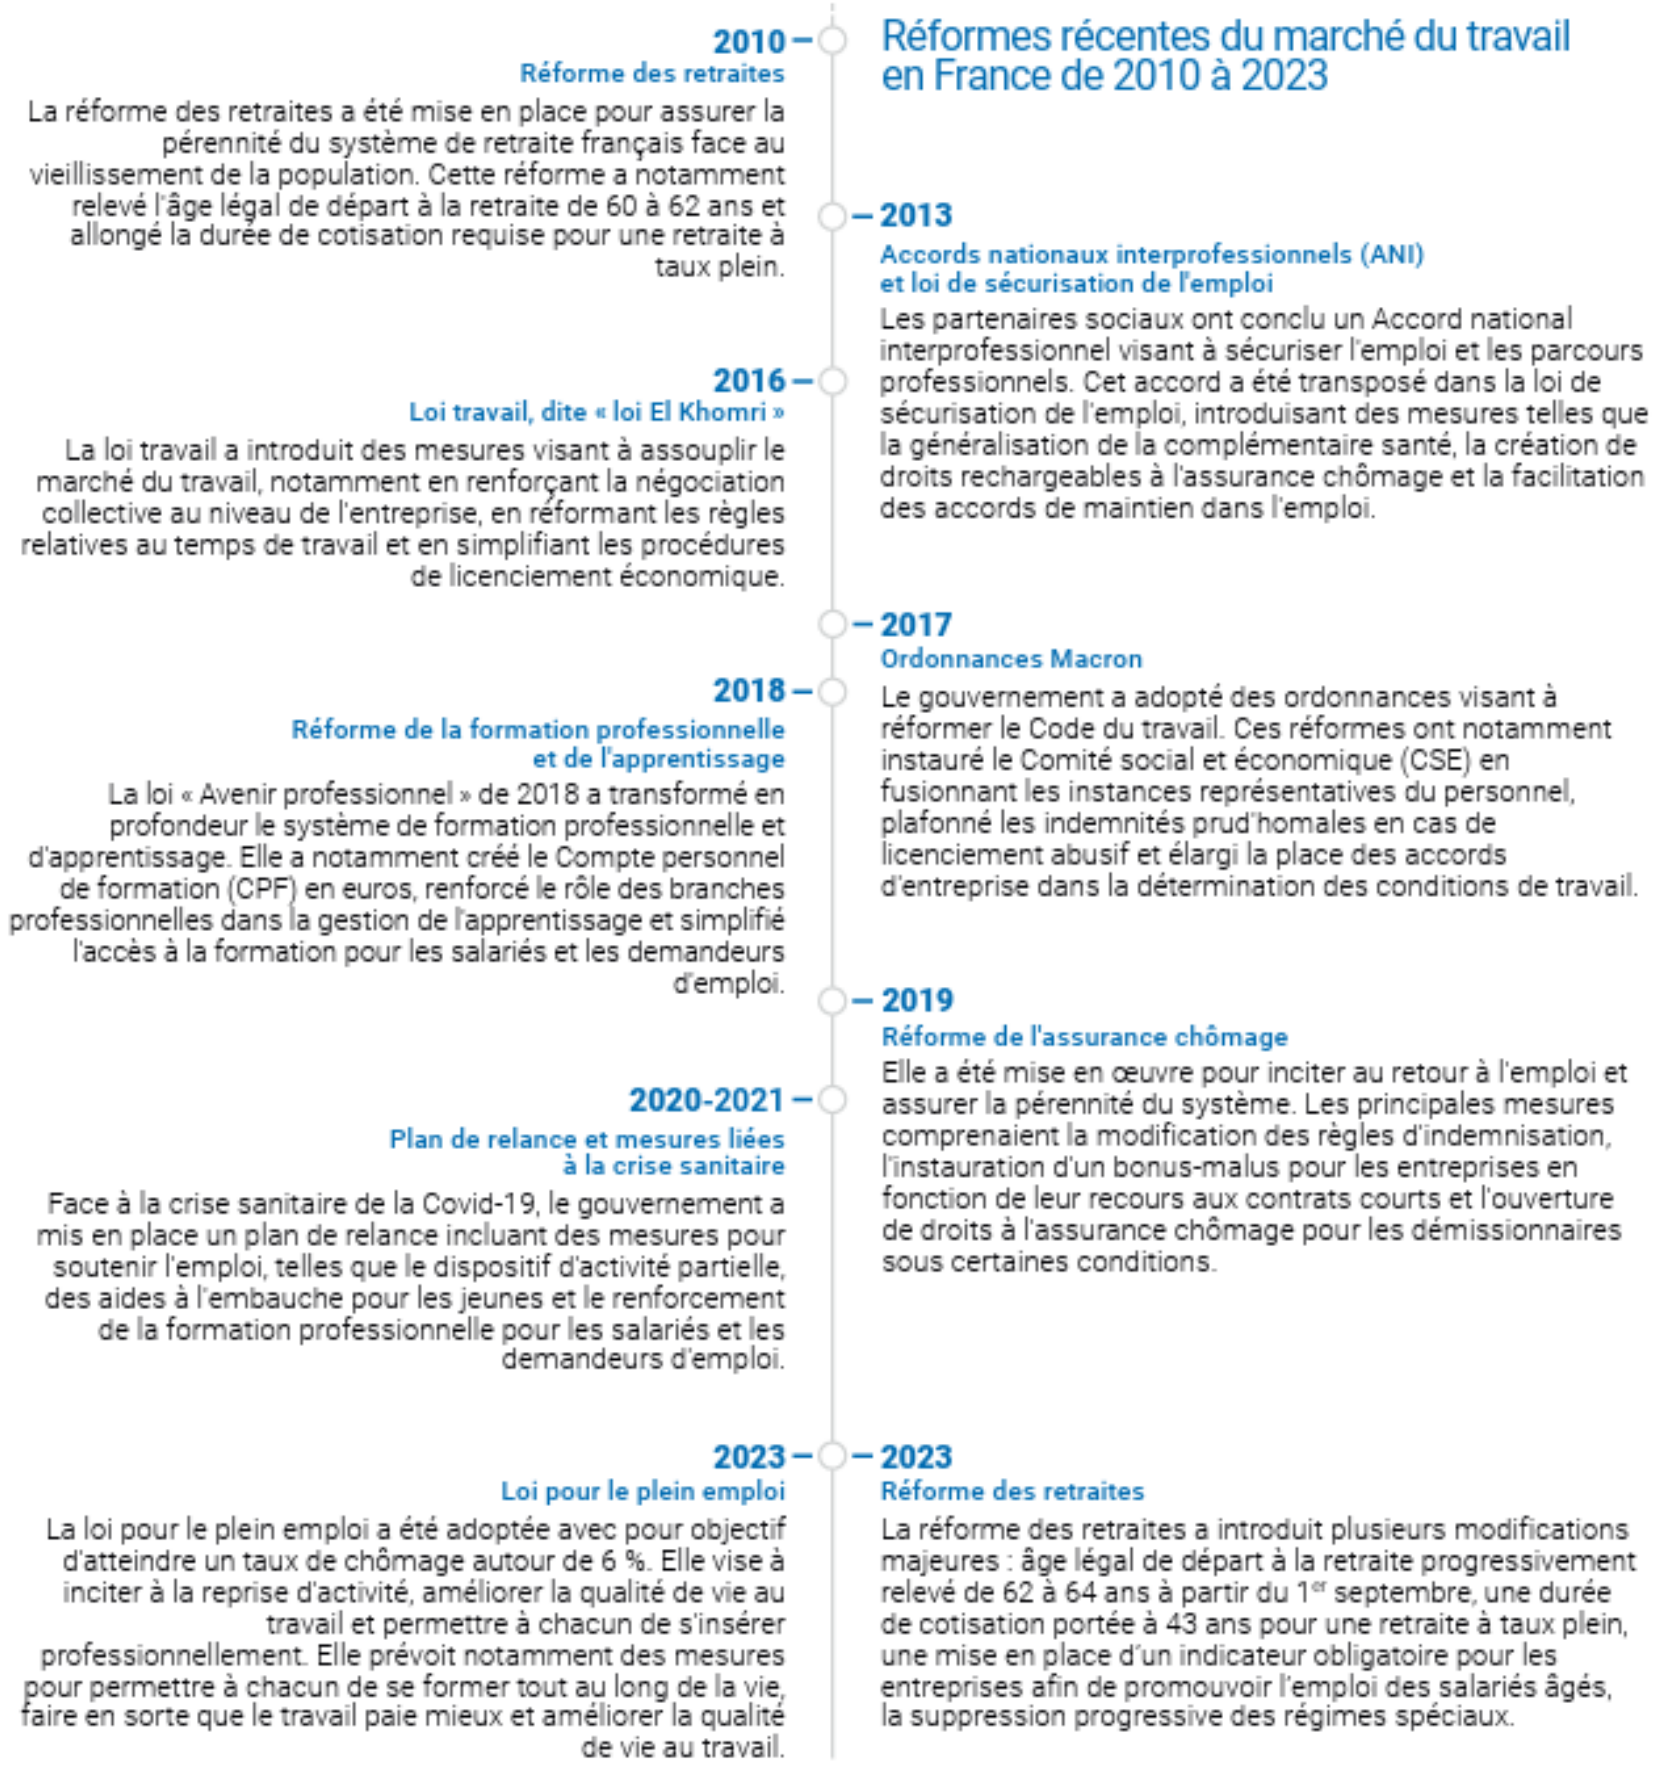 Réformes récentes du marché du travail
en France de 2010 à 2023
2010
Réforme des retraites
La réforme des retraites a été mise en place pour assurer la
pérennité du système de retraite français face au
vieillissement de la population. Cette réforme a notamment
relevé l'âge légal de départ à la retraite de 60 à 62 ans et
allongé la durée de cotisation requise pour une retraite à
taux plein.
2013
Accords nationaux interprofessionnels (ANI)
et loi de sécurisation de l'emploi
Les partenaires sociaux ont conclu un Accord national
interprofessionnel visant à sécuriser l'emploi et les parcours
professionnels. Cet accord a été transposé dans la loi de
sécurisation de l'emploi, introduisant des mesures telles que
la généralisation de la complémentaire santé, la création de
droits rechargeables à l'assurance chômage et la facilitation
des accords de maintien dans l'emploi.
2016
Loi travail, dite « loi El Khomri »
La loi travail a introduit des mesures visant à assouplir le
marché du travail, notamment en renforçant la négociation
collective au niveau de l'entreprise, en réformant les règles
relatives au temps de travail et en simplifiant les procédures
de licenciement économique.
2017
Ordonnances Macron
Le gouvernement a adopté des ordonnances visant à
réformer le Code du travail. Ces réformes ont notamment
instauré le Comité social et économique (CSE) en
fusionnant les instances représentatives du personnel,
plafonné les indemnités prud'homales en cas de
licenciement abusif et élargi la place des accords
d'entreprise dans la détermination des conditions de travail.
2018
Réforme de la formation professionnelle
et de l'apprentissage
La loi « Avenir professionnel » de 2018 a transformé en
profondeur le système de formation professionnelle et
d'apprentissage. Elle a notamment créé le Compte personnel
de formation (CPF) en euros, renforcé le rôle des branches
professionnelles dans la gestion de l'apprentissage et simplifié
l'accès à la formation pour les salariés et les demandeurs
d'emploi.
2019
Réforme de l'assurance chômage
Elle a été mise en œuvre pour inciter au retour à l'emploi et
assurer la pérennité du système. Les principales mesures
comprenaient la modification des règles d'indemnisation,
l'instauration d'un bonus-malus pour les entreprises en
fonction de leur recours aux contrats courts et l'ouverture
de droits à l'assurance chômage pour les démissionnaires
sous certaines conditions.
2020-2021
Plan de relance et mesures liées
à la crise sanitaire
Face à la crise sanitaire de la Covid-19, le gouvernement a
mis en place un plan de relance incluant des mesures pour
soutenir l'emploi, telles que le dispositif d'activité partielle,
des aides à l'embauche pour les jeunes et le renforcement
de la formation professionnelle pour les salariés et les
demandeurs d'emploi.
2023
Loi pour le plein emploi
La loi pour le plein emploi a été adoptée avec pour objectif
d'atteindre un taux de chômage autour de 6 %. Elle vise à
inciter à la reprise d'activité, améliorer la qualité de vie au
travail et permettre à chacun de s'insérer
professionnellement. Elle prévoit notamment des mesures
pour permettre à chacun de se former tout au long de la vie,
faire en sorte que le travail paie mieux et améliorer la qualité
de vie au travail.
2023
Réforme des retraites
La réforme des retraites a introduit plusieurs modifications
majeures : âge légal de départ à la retraite progressivement
relevé de 62 à 64 ans à partir du 1er septembre, une durée
de cotisation portée à 43 ans pour une retraite à taux plein,
une mise en place d'un indicateur obligatoire pour les
entreprises afin de promouvoir l'emploi des salariés âgés,
la suppression progressive des régimes spéciaux.